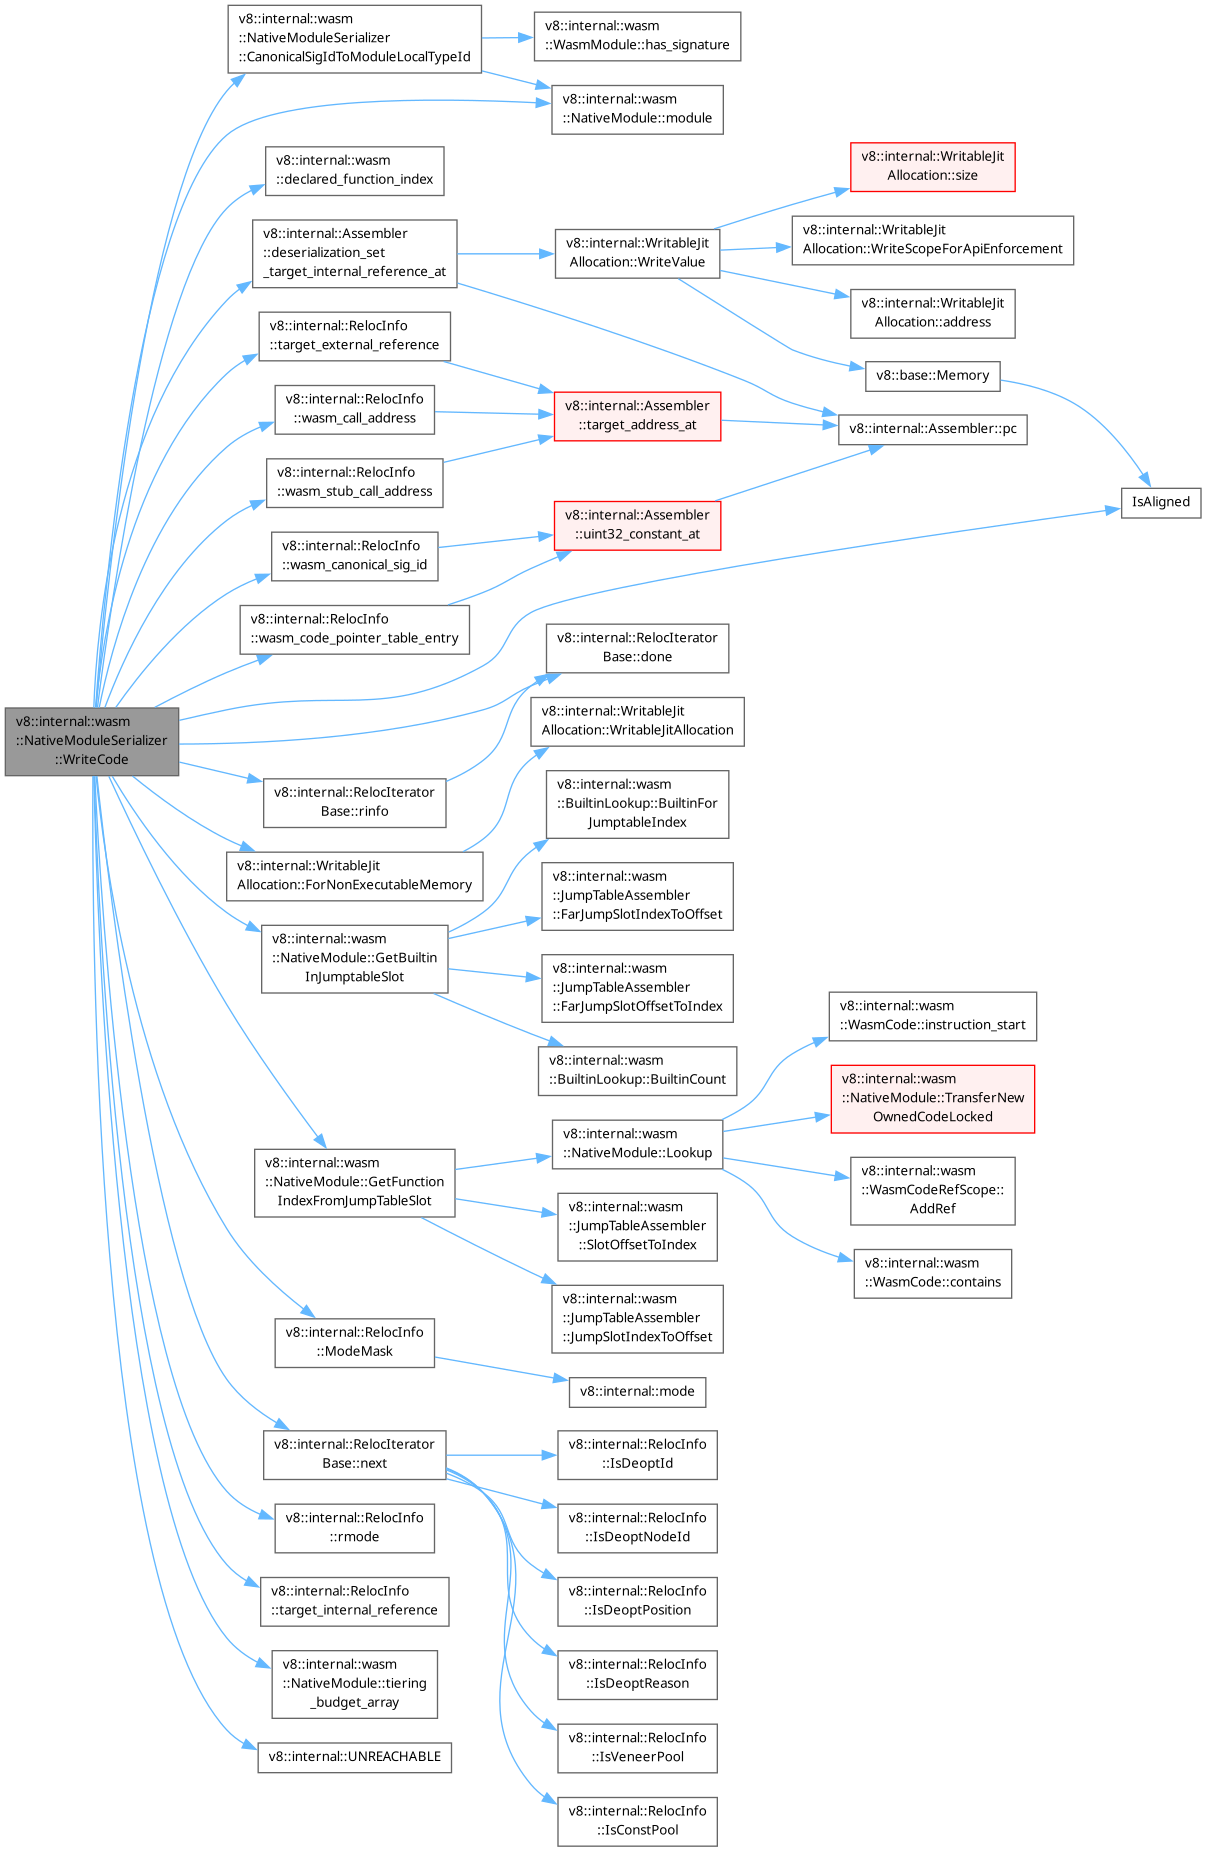 v8::internal::wasm
::NativeModuleSerializer
::WriteCode
v8::internal::wasm
::NativeModuleSerializer
::CanonicalSigIdToModuleLocalTypeId
v8::internal::wasm
::WasmModule::has_signature
v8::internal::wasm
::NativeModule::module
v8::internal::wasm
::declared_function_index
v8::internal::Assembler
::deserialization_set
_target_internal_reference_at
v8::internal::WritableJit
Allocation::WriteValue
v8::internal::WritableJit
Allocation::size
v8::internal::WritableJit
Allocation::WriteScopeForApiEnforcement
v8::internal::WritableJit
Allocation::address
v8::base::Memory
v8::internal::Assembler::pc
IsAligned
v8::internal::RelocInfo
::target_external_reference
v8::internal::RelocInfo
::wasm_call_address
v8::internal::Assembler
::target_address_at
v8::internal::RelocInfo
::wasm_stub_call_address
v8::internal::RelocInfo
::wasm_canonical_sig_id
v8::internal::Assembler
::uint32_constant_at
v8::internal::RelocInfo
::wasm_code_pointer_table_entry
v8::internal::RelocIterator
Base::done
v8::internal::RelocIterator
Base::rinfo
v8::internal::WritableJit
Allocation::WritableJitAllocation
v8::internal::WritableJit
Allocation::ForNonExecutableMemory
v8::internal::wasm
::BuiltinLookup::BuiltinFor
JumptableIndex
v8::internal::wasm
::JumpTableAssembler
::FarJumpSlotIndexToOffset
v8::internal::wasm
::NativeModule::GetBuiltin
InJumptableSlot
v8::internal::wasm
::JumpTableAssembler
::FarJumpSlotOffsetToIndex
v8::internal::wasm
::BuiltinLookup::BuiltinCount
v8::internal::wasm
::NativeModule::GetFunction
IndexFromJumpTableSlot
v8::internal::wasm
::NativeModule::Lookup
v8::internal::wasm
::WasmCode::instruction_start
v8::internal::wasm
::NativeModule::TransferNew
OwnedCodeLocked
v8::internal::wasm
::WasmCodeRefScope::
AddRef
v8::internal::wasm
::WasmCode::contains
v8::internal::wasm
::JumpTableAssembler
::SlotOffsetToIndex
v8::internal::wasm
::JumpTableAssembler
::JumpSlotIndexToOffset
v8::internal::RelocInfo
::ModeMask
v8::internal::mode
v8::internal::RelocIterator
Base::next
v8::internal::RelocInfo
::IsDeoptId
v8::internal::RelocInfo
::IsDeoptNodeId
v8::internal::RelocInfo
::IsDeoptPosition
v8::internal::RelocInfo
::IsDeoptReason
v8::internal::RelocInfo
::IsVeneerPool
v8::internal::RelocInfo
::IsConstPool
v8::internal::RelocInfo
::rmode
v8::internal::RelocInfo
::target_internal_reference
v8::internal::wasm
::NativeModule::tiering
_budget_array
v8::internal::UNREACHABLE